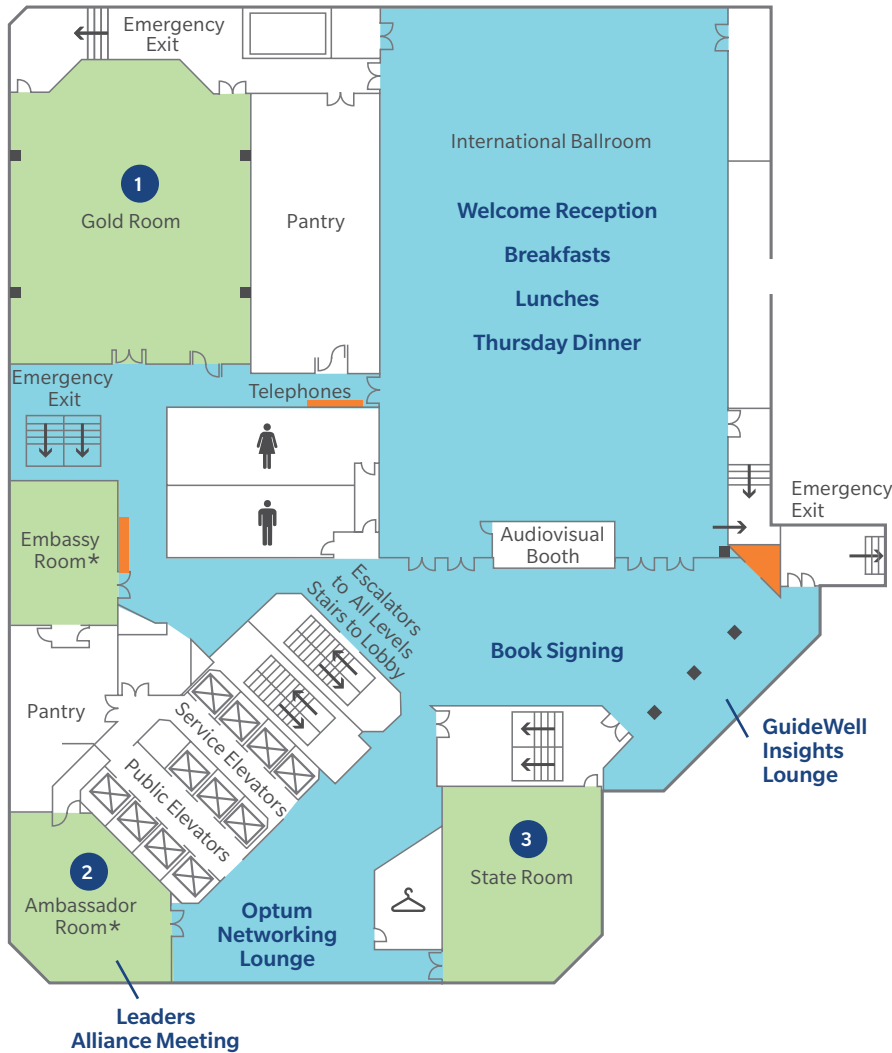 Emergency
Exit
International Ballroom
1
Gold Room
Pantry
Welcome Reception
Breakfasts
Lunches
Thursday Dinner
Emergency
Exit
Telephones
Emergency
Exit
Embassy
Room*
Audiovisual
Booth
Escalators
to All Levels
Stairs to Lobby
Book Signing
Pantry
Service Elevators
Public Elevators
GuideWell
Insights
Lounge
3
State Room
2
Ambassador
Room*
Optum
Networking
Lounge
Leaders
Alliance Meeting